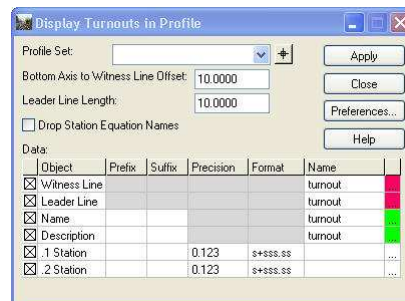 Display Turnouts in Profile
Profile Set:
Apply
Bottom Axis to Witness Line Offset: 10.0000
Close
Leader Line Length: 10.0000
Preferences...
Drop Station Equation Names
Help
Data:
Object Prefix Suffix Precision Format Name
Witness Line turnout ...
Leader Line turnout ...
Name turnout ...
Description turnout ...
.1 Station 0.123 s+sss.ss ...
.2 Station 0.123 s+sss.ss ...